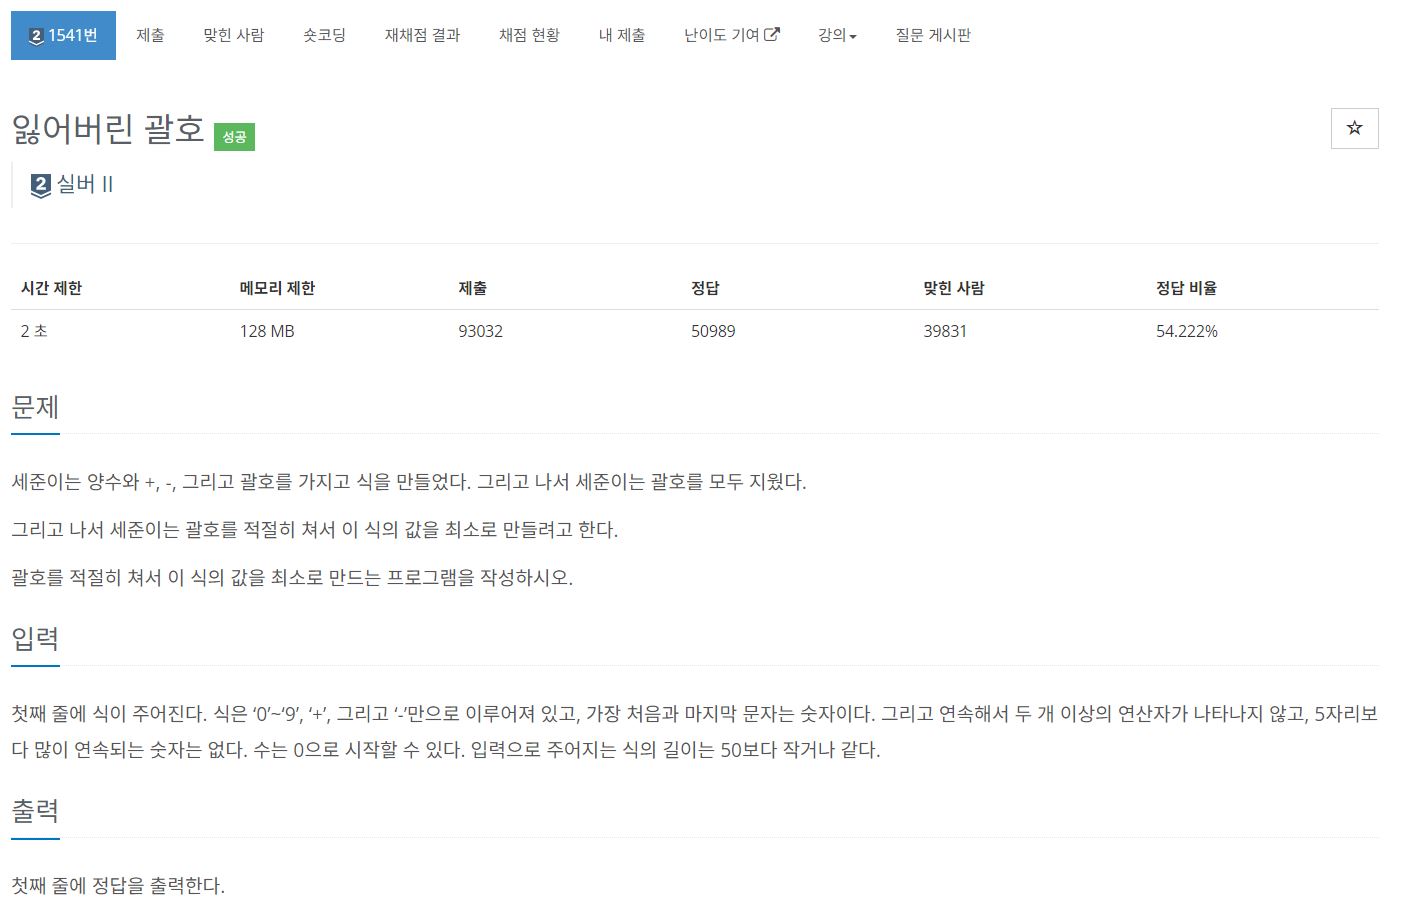 2 1541번 제출 맞힌 사람 숏코딩 재채점 결과 채점 현황 내 제출 난이도 기여 강의 질문 게시판
잃어버린 괄호 성공
2 실버 II
시간 제한 메모리 제한 제출 정답 맞힌 사람 정답 비율
2 초 128 MB 93032 50989 39831 54.222%
문제
세준이는 양수와 +, -, 그리고 괄호를 가지고 식을 만들었다. 그리고 나서 세준이는 괄호를 모두 지웠다.
그리고 나서 세준이는 괄호를 적절히 쳐서 이 식의 값을 최소로 만들려고 한다.
괄호를 적절히 쳐서 이 식의 값을 최소로 만드는 프로그램을 작성하시오.
입력
첫째 줄에 식이 주어진다. 식은 ‘0’~‘9’, ‘+’, 그리고 ‘-’만으로 이루어져 있고, 가장 처음과 마지막 문자는 숫자이다. 그리고 연속해서 두 개 이상의 연산자가 나타나지 않고, 5자리보
다 많이 연속되는 숫자는 없다. 수는 0으로 시작할 수 있다. 입력으로 주어지는 식의 길이는 50보다 작거나 같다.
출력
첫째 줄에 정답을 출력한다.